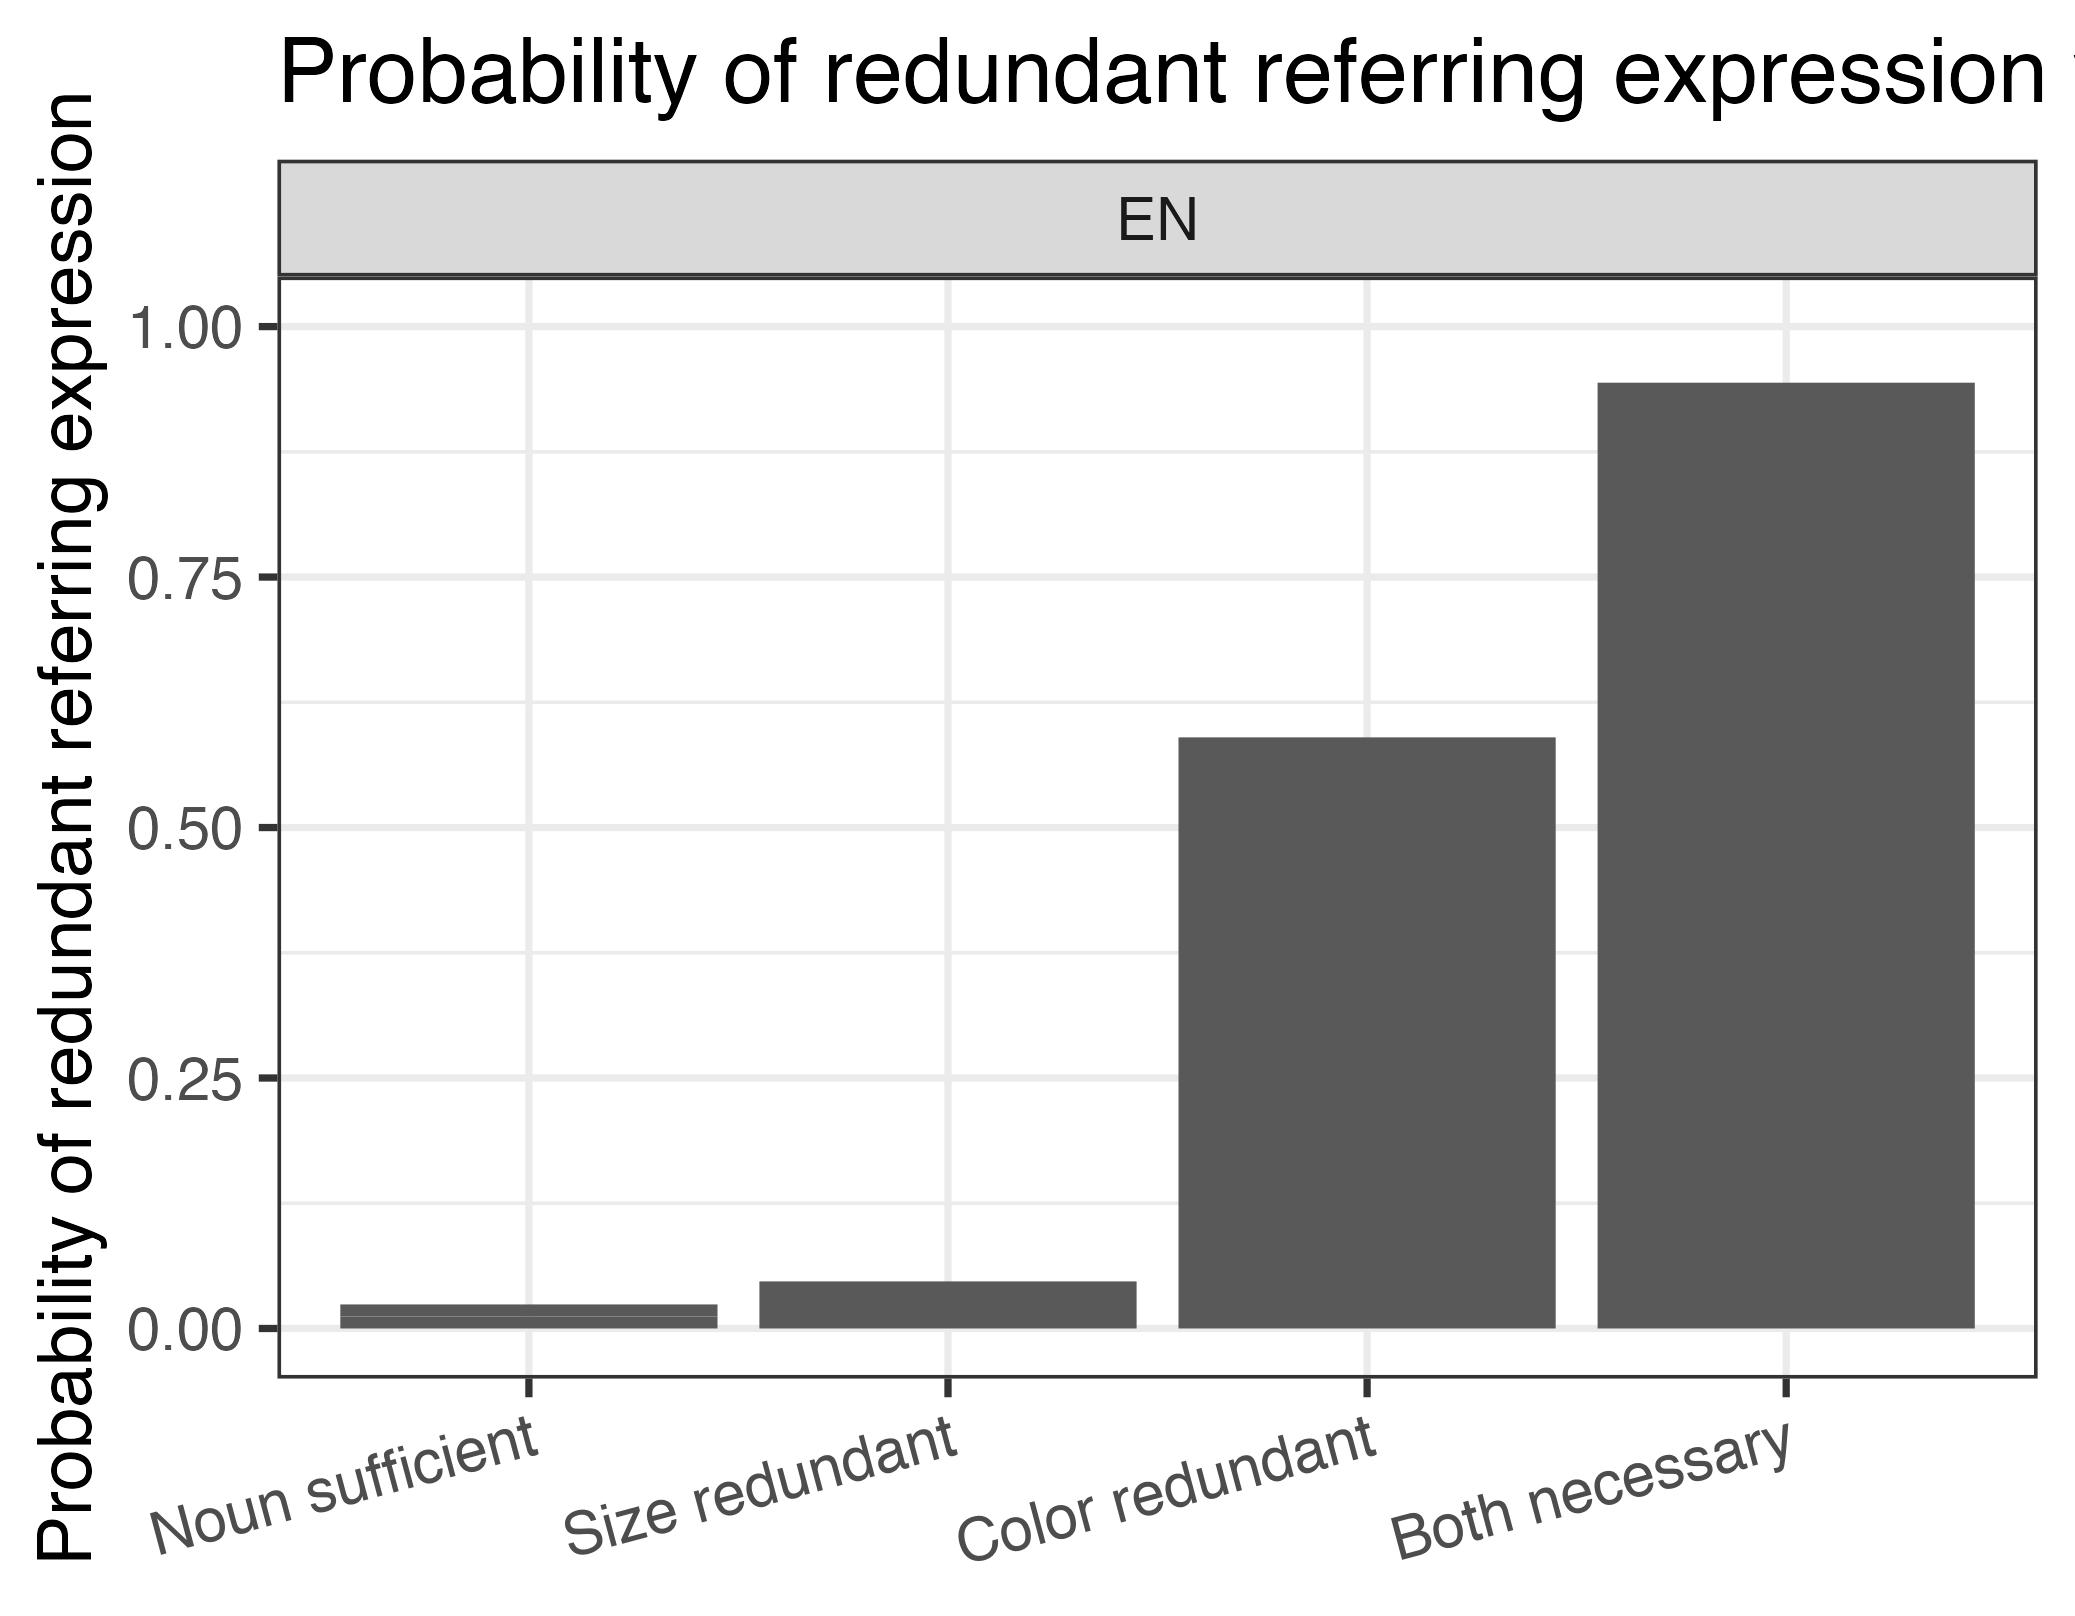 Probability of redundant referring expression
EN
Probability of redundant referring expression
1.00
0.75
0.50
0.25
0.00
Noun sufficient
Size redundant
Color redundant
Both necessary